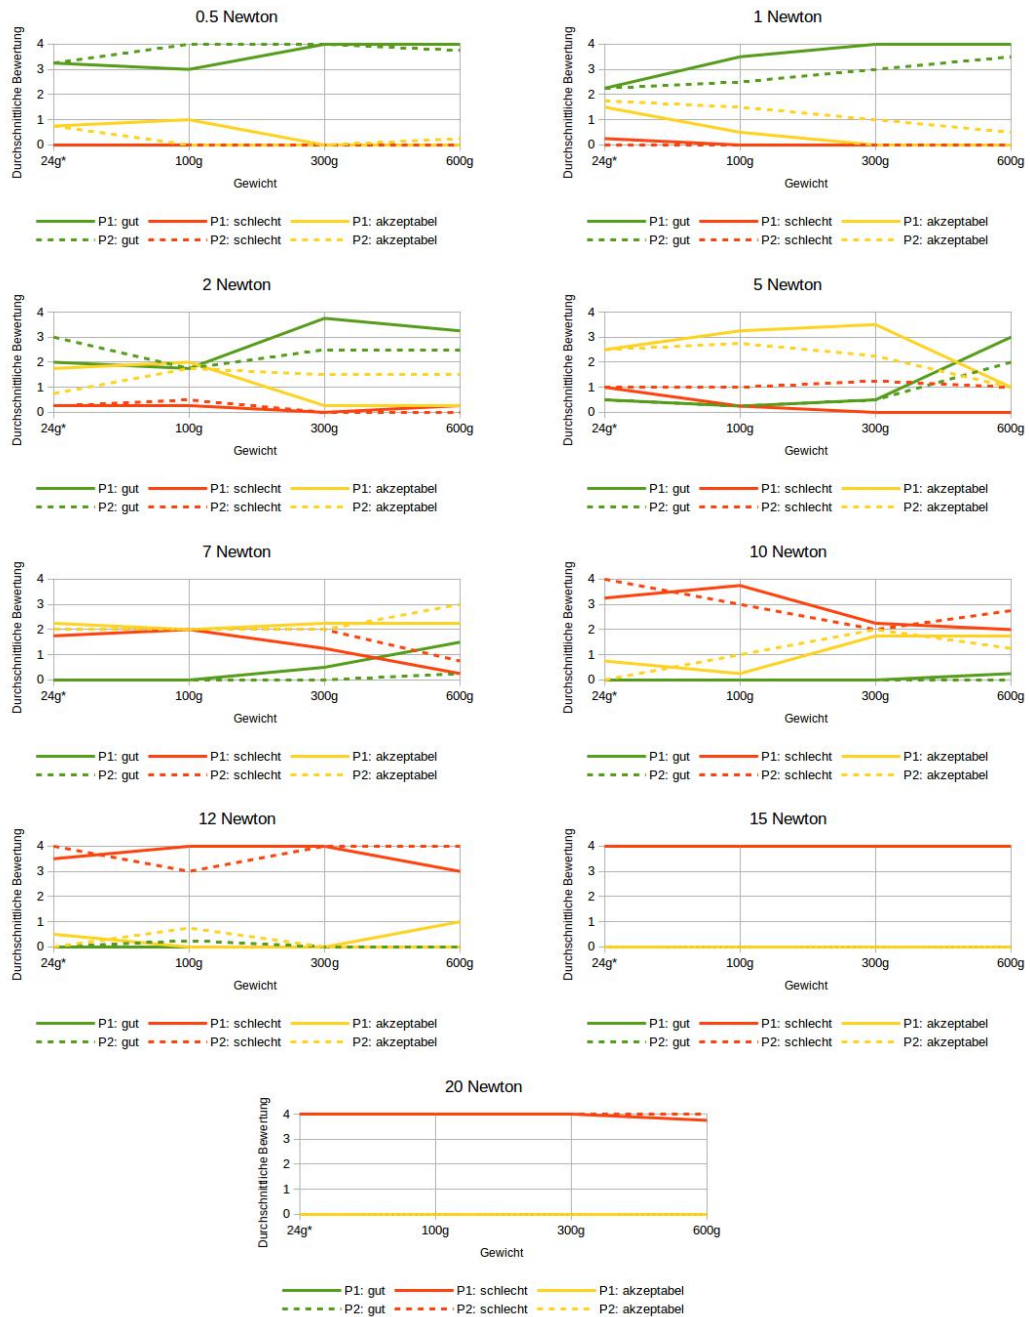 0.5 Newton
Durchschnittliche Bewertung
4
3
2
1
0
24g* 100g 300g 600g
Gewicht
P1: gut P1: schlecht P1: akzeptabel
P2: gut P2: schlecht P2: akzeptabel
1 Newton
Durchschnittliche Bewertung
4
3
2
1
0
24g* 100g 300g 600g
Gewicht
P1: gut P1: schlecht P1: akzeptabel
P2: gut P2: schlecht P2: akzeptabel
2 Newton
Durchschnittliche Bewertung
4
3
2
1
0
24g* 100g 300g 600g
Gewicht
P1: gut P1: schlecht P1: akzeptabel
P2: gut P2: schlecht P2: akzeptabel
5 Newton
Durchschnittliche Bewertung
4
3
2
1
0
24g* 100g 300g 600g
Gewicht
P1: gut P1: schlecht P1: akzeptabel
P2: gut P2: schlecht P2: akzeptabel
7 Newton
Durchschnittliche Bewertung
4
3
2
1
0
24g* 100g 300g 600g
Gewicht
P1: gut P1: schlecht P1: akzeptabel
P2: gut P2: schlecht P2: akzeptabel
10 Newton
Durchschnittliche Bewertung
4
3
2
1
0
24g* 100g 300g 600g
Gewicht
P1: gut P1: schlecht P1: akzeptabel
P2: gut P2: schlecht P2: akzeptabel
12 Newton
Durchschnittliche Bewertung
4
3
2
1
0
24g* 100g 300g 600g
Gewicht
P1: gut P1: schlecht P1: akzeptabel
P2: gut P2: schlecht P2: akzeptabel
15 Newton
Durchschnittliche Bewertung
4
3
2
1
0
24g* 100g 300g 600g
Gewicht
P1: gut P1: schlecht P1: akzeptabel
P2: gut P2: schlecht P2: akzeptabel
20 Newton
Durchschnittliche Bewertung
4
3
2
1
0
24g* 100g 300g 600g
Gewicht
P1: gut P1: schlecht P1: akzeptabel
P2: gut P2: schlecht P2: akzeptabel